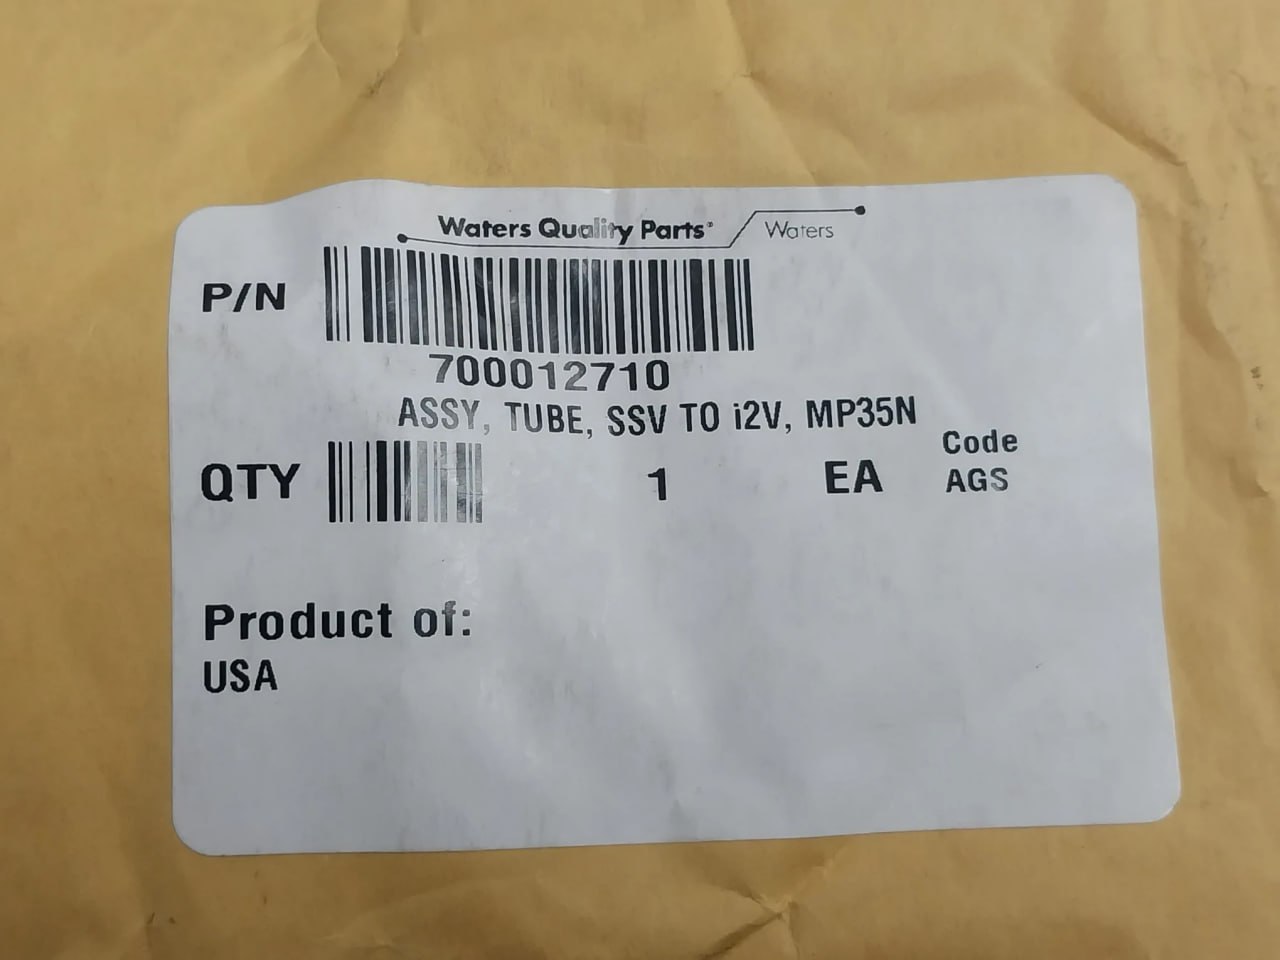 Waters Quality Parts® Waters
P/N
700012710
ASSY, TUBE, SSV TO i2V, MP35N
QTY 1 EA Code
AGS
Product of:
USA